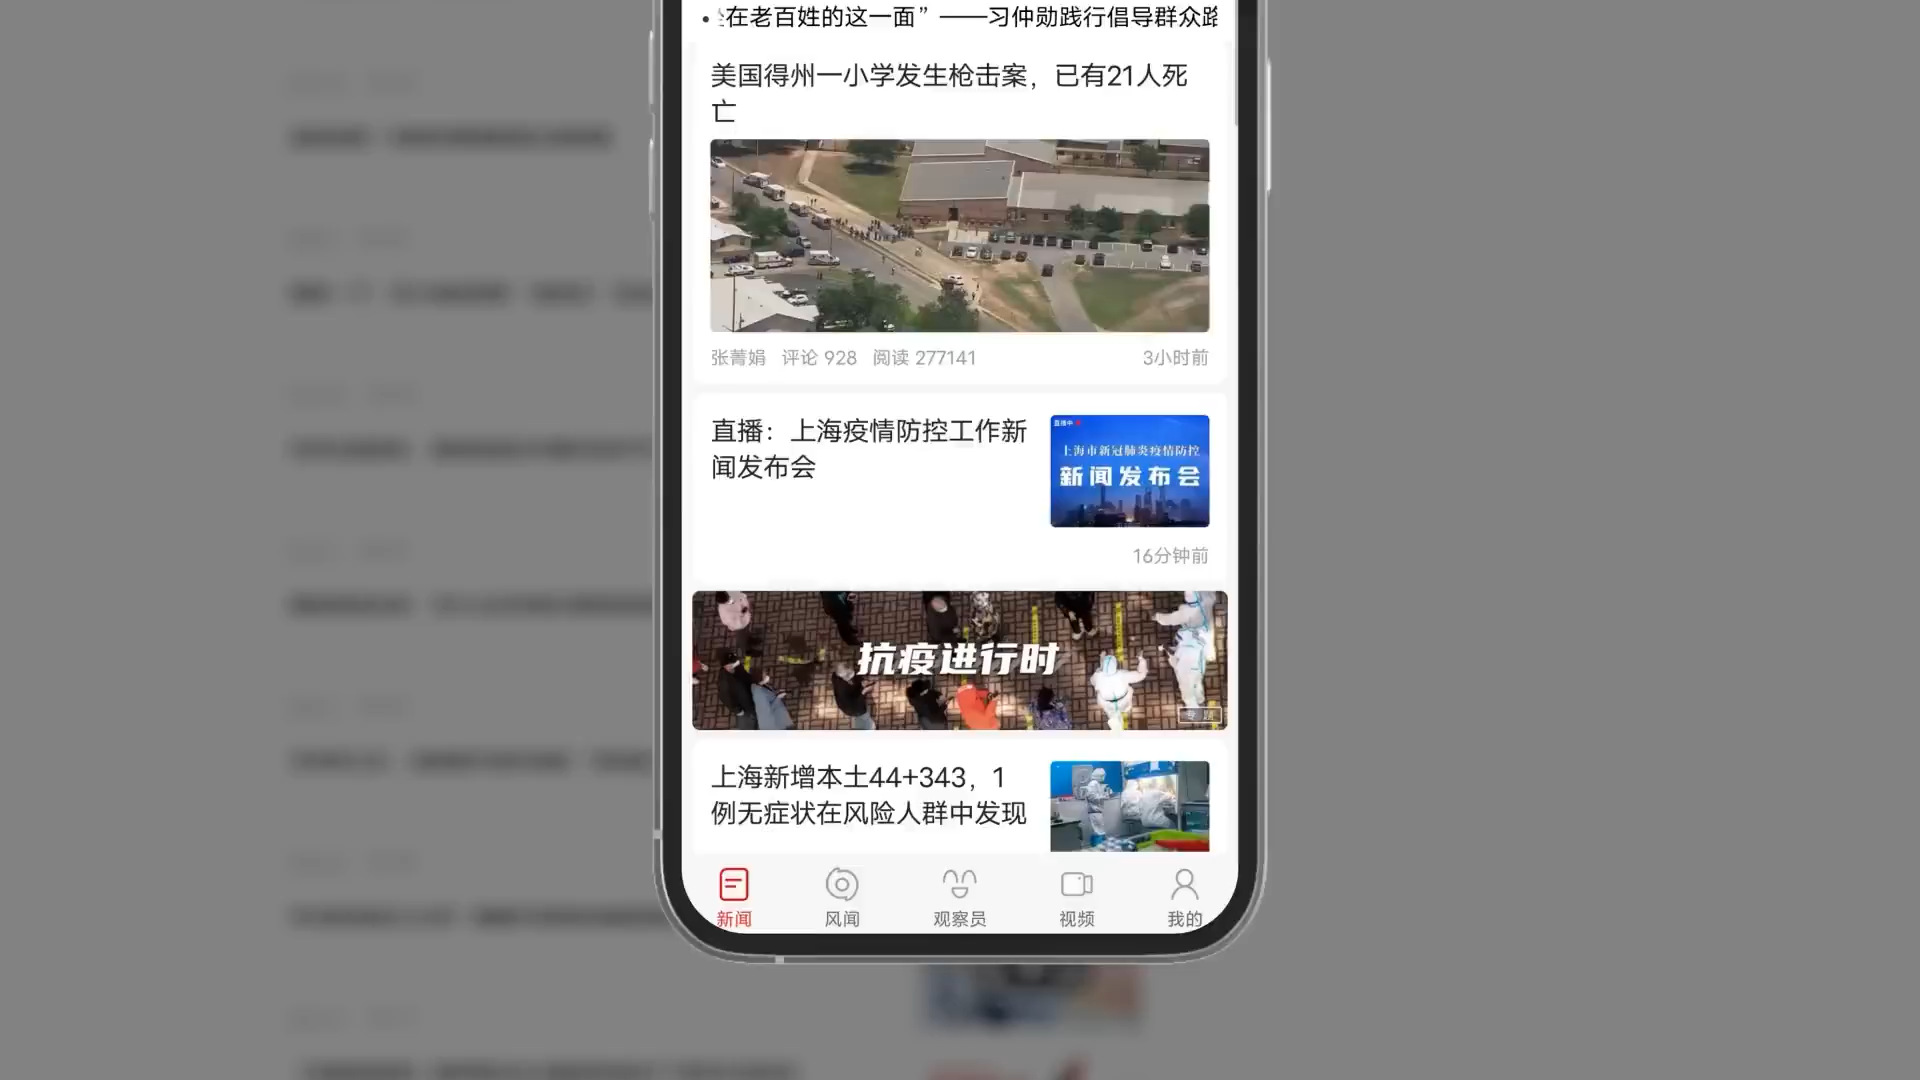 在老百姓的这一面”——习仲勋践行倡导群众路
美国得州一小学发生枪击案，已有21人死
亡
张菁娟 评论 928 阅读 277141 3小时前
直播：上海疫情防控工作新
闻发布会
直播中
上海市新冠肺炎疫情防控
新闻发布会
16分钟前
抗疫进行时
专题
上海新增本土44+343，1
例无症状在风险人群中发现
新闻 风闻 观察员 视频 我的